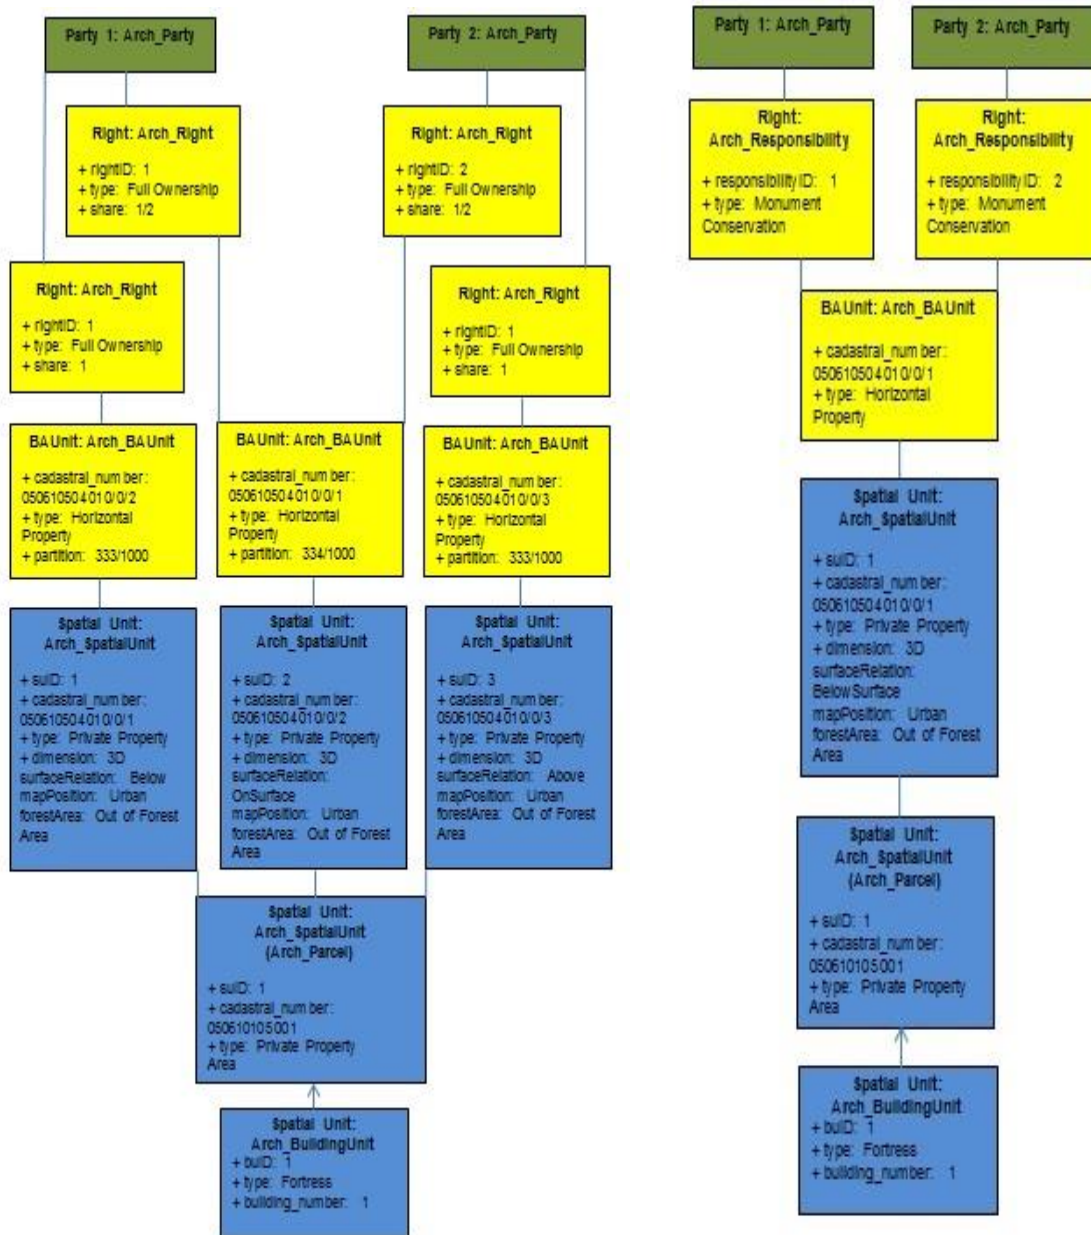 Party 1: Arch_Party
Party 2: Arch_Party
Right: Arch_Right
+ rightID: 1
+ type: Full Ownership
+ share: 1/2
Right: Arch_Right
+ rightID: 2
+ type: Full Ownership
+ share: 1/2
Right: Arch_Right
+ rightID: 1
+ type: Full Ownership
+ share: 1
Right: Arch_Right
+ rightID: 1
+ type: Full Ownership
+ share: 1
BAUnit: Arch_BAUnit
+ cadastral_number:
050610504010/0/2
+ type: Horizontal
Property
+ partition: 333/1000
BAUnit: Arch_BAUnit
+ cadastral_number:
050610504010/0/1
+ type: Horizontal
Property
+ partition: 334/1000
BAUnit: Arch_BAUnit
+ cadastral_number:
050610504010/0/3
+ type: Horizontal
Property
+ partition: 333/1000
Spatial Unit:
Arch_SpatialUnit
+ suID: 1
+ cadastral_number:
050610504010/0/1
+ type: Private Property
+ dimension: 3D
surfaceRelation: Below
mapPosition: Urban
forestArea: Out of Forest
Area
Spatial Unit:
Arch_SpatialUnit
+ suID: 2
+ cadastral_number:
050610504010/0/2
+ type: Private Property
+ dimension: 3D
surfaceRelation:
OnSurface
mapPosition: Urban
forestArea: Out of Forest
Area
Spatial Unit:
Arch_SpatialUnit
+ suID: 3
+ cadastral_number:
050610504010/0/3
+ type: Private Property
+ dimension: 3D
surfaceRelation: Above
mapPosition: Urban
forestArea: Out of Forest
Area
Spatial Unit:
Arch_SpatialUnit
(Arch_Parcel)
+ suID: 1
+ cadastral_number:
050610105001
+ type: Private Property
Area
Spatial Unit:
Arch_BuildingUnit
+ buID: 1
+ type: Fortress
+ building_number: 1
Party 1: Arch_Party
Party 2: Arch_Party
Right:
Arch_Responsibility
+ responsibilityID: 1
+ type: Monument
Conservation
Right:
Arch_Responsibility
+ responsibilityID: 2
+ type: Monument
Conservation
BAUnit: Arch_BAUnit
+ cadastral_number:
050610504010/0/1
+ type: Horizontal
Property
Spatial Unit:
Arch_SpatialUnit
+ suID: 1
+ cadastral_number:
050610504010/0/1
+ type: Private Property
+ dimension: 3D
surfaceRelation:
BelowSurface
mapPosition: Urban
forestArea: Out of Forest
Area
Spatial Unit:
Arch_SpatialUnit
(Arch_Parcel)
+ suID: 1
+ cadastral_number:
050610105001
+ type: Private Property
Area
Spatial Unit:
Arch_BuildingUnit
+ buID: 1
+ type: Fortress
+ building_number: 1